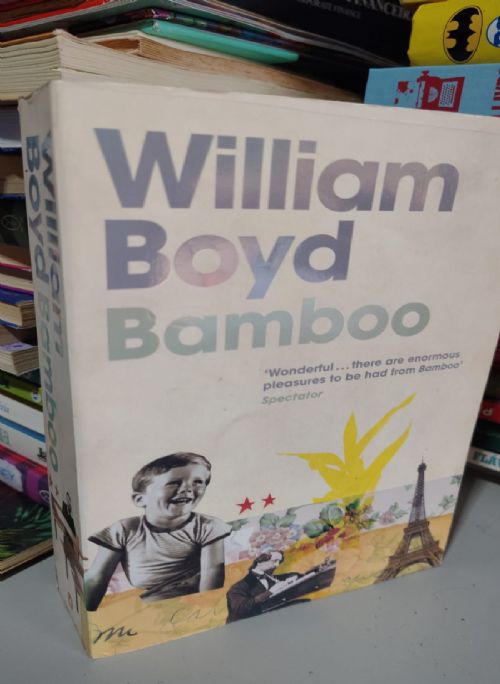 William
Boyd
Bamboo
'Wonderful... there are enormous
pleasures to be had from Bamboo'
Spectator
William
Boyd Bamboo